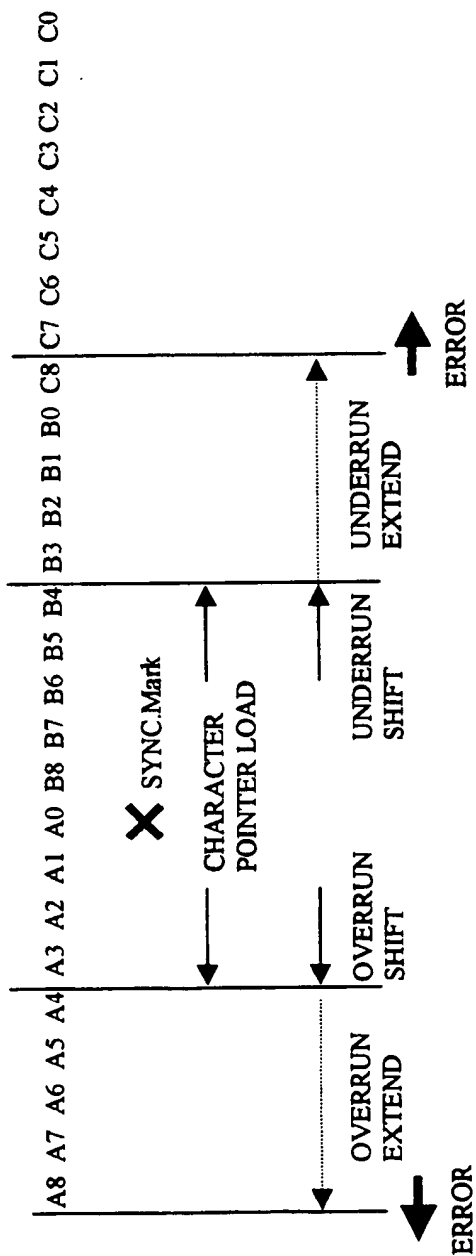 A8 A7 A6 A5 A4 A3 A2 A1 A0 B8 B7 B6 B5 B4 B3 B2 B1 B0 C8 C7 C6 C5 C4 C3 C2 C1 C0
SYNC.Mark
CHARACTER
POINTER LOAD
OVERRUN
EXTEND
OVERRUN
SHIFT
UNDERRUN
SHIFT
UNDERRUN
EXTEND
ERROR
ERROR